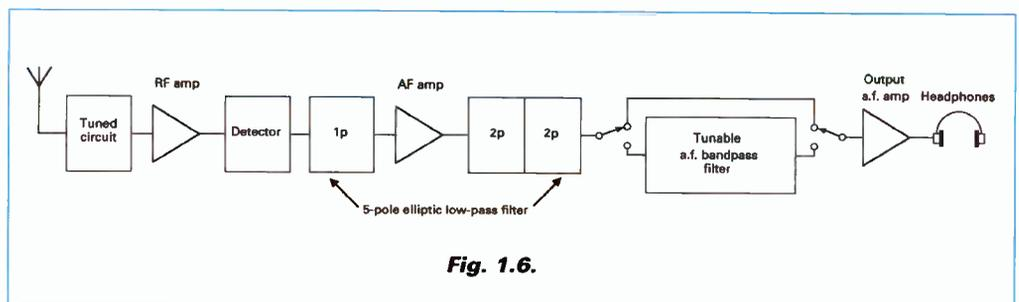 RF amp
AF amp
Output
a.f. amp
Headphones
Tuned
circuit
Detector
1p
2p
2p
Tunable
a.f. bandpass
filter
5-pole elliptic low-pass filter
Fig. 1.6.